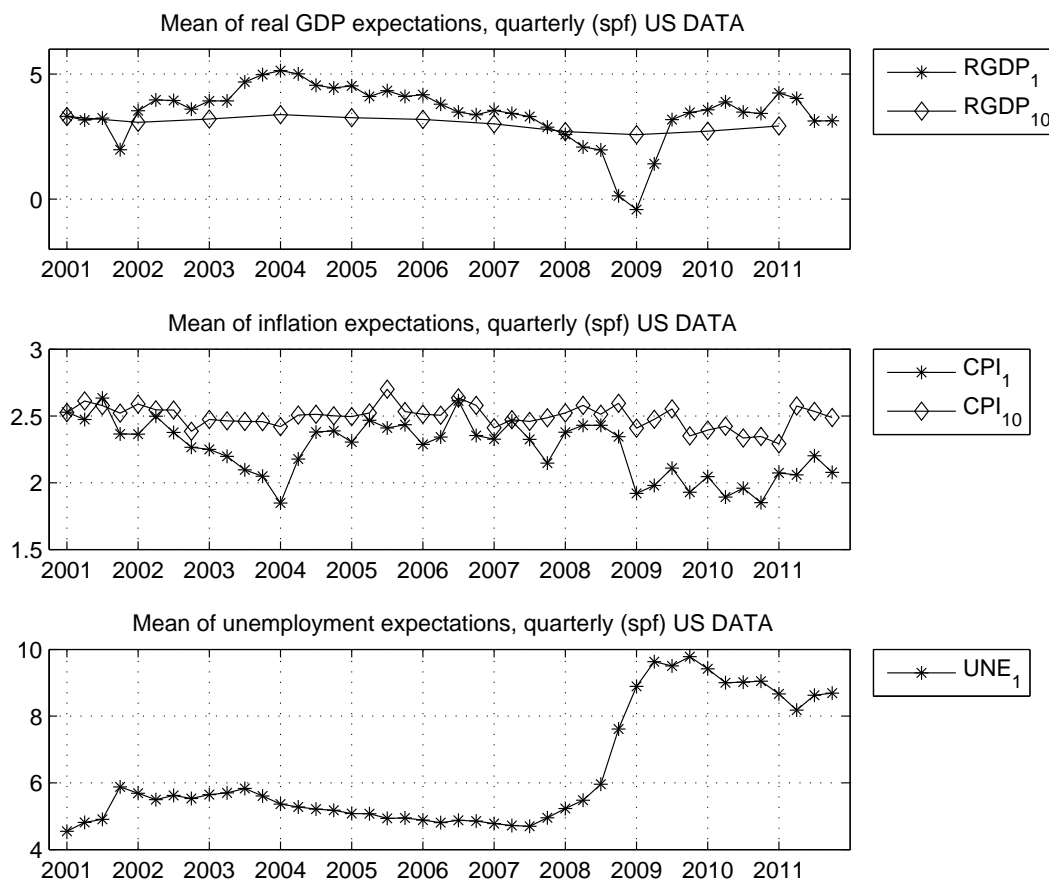 Mean of real GDP expectations, quarterly (spf) US DATA
5
0
2001 2002 2003 2004 2005 2006 2007 2008 2009 2010 2011
RGDP1
RGDP10
Mean of inflation expectations, quarterly (spf) US DATA
3
2.5
2
1.5
2001 2002 2003 2004 2005 2006 2007 2008 2009 2010 2011
CPI1
CPI10
Mean of unemployment expectations, quarterly (spf) US DATA
10
8
6
4
2001 2002 2003 2004 2005 2006 2007 2008 2009 2010 2011
UNE1